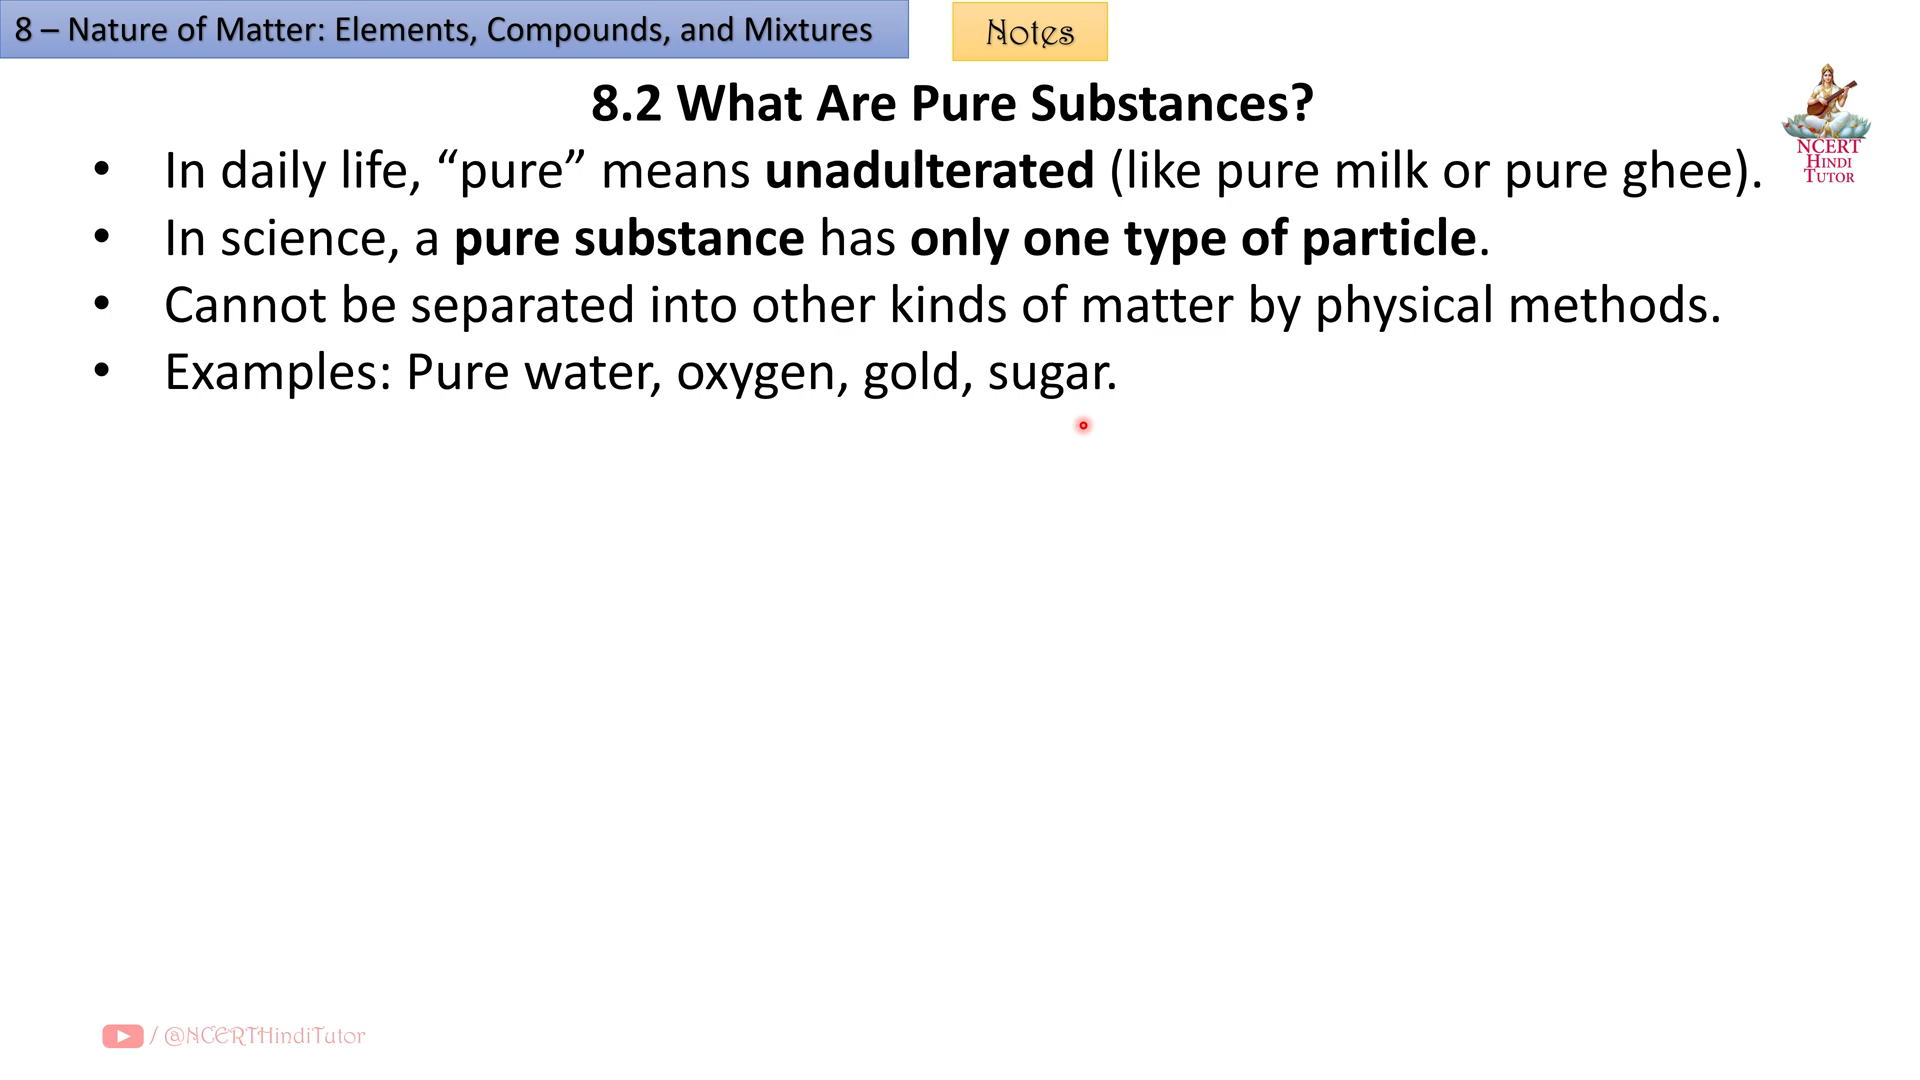 8 – Nature of Matter: Elements, Compounds, and Mixtures
Notes
8.2 What Are Pure Substances?
• In daily life, “pure” means unadulterated (like pure milk or pure ghee).
• In science, a pure substance has only one type of particle.
• Cannot be separated into other kinds of matter by physical methods.
• Examples: Pure water, oxygen, gold, sugar.
NCERT
HINDI
TUTOR
/ @NCERTHindiTutor